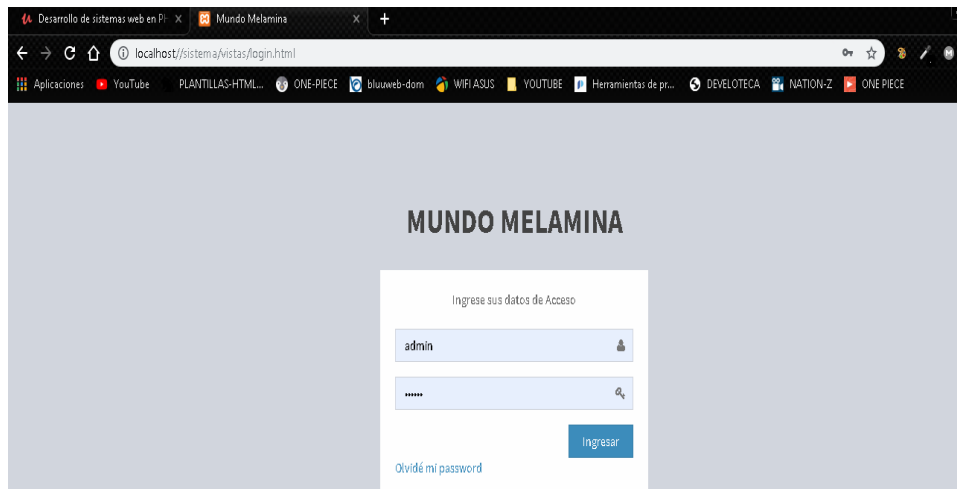 Desarrollo de sistemas web en PH
Mundo Melamina
localhost//sistema/vistas/login.html
Aplicaciones YouTube PLANTILLAS-HTML... ONE-PIECE bluuweb-dom WIFI ASUS YOUTUBE Herramientas de pr... DEVELOTECA NATION-Z ONE PIECE
MUNDO MELAMINA
Ingrese sus datos de Acceso
admin
••••••
Ingresar
Olvidé mi password